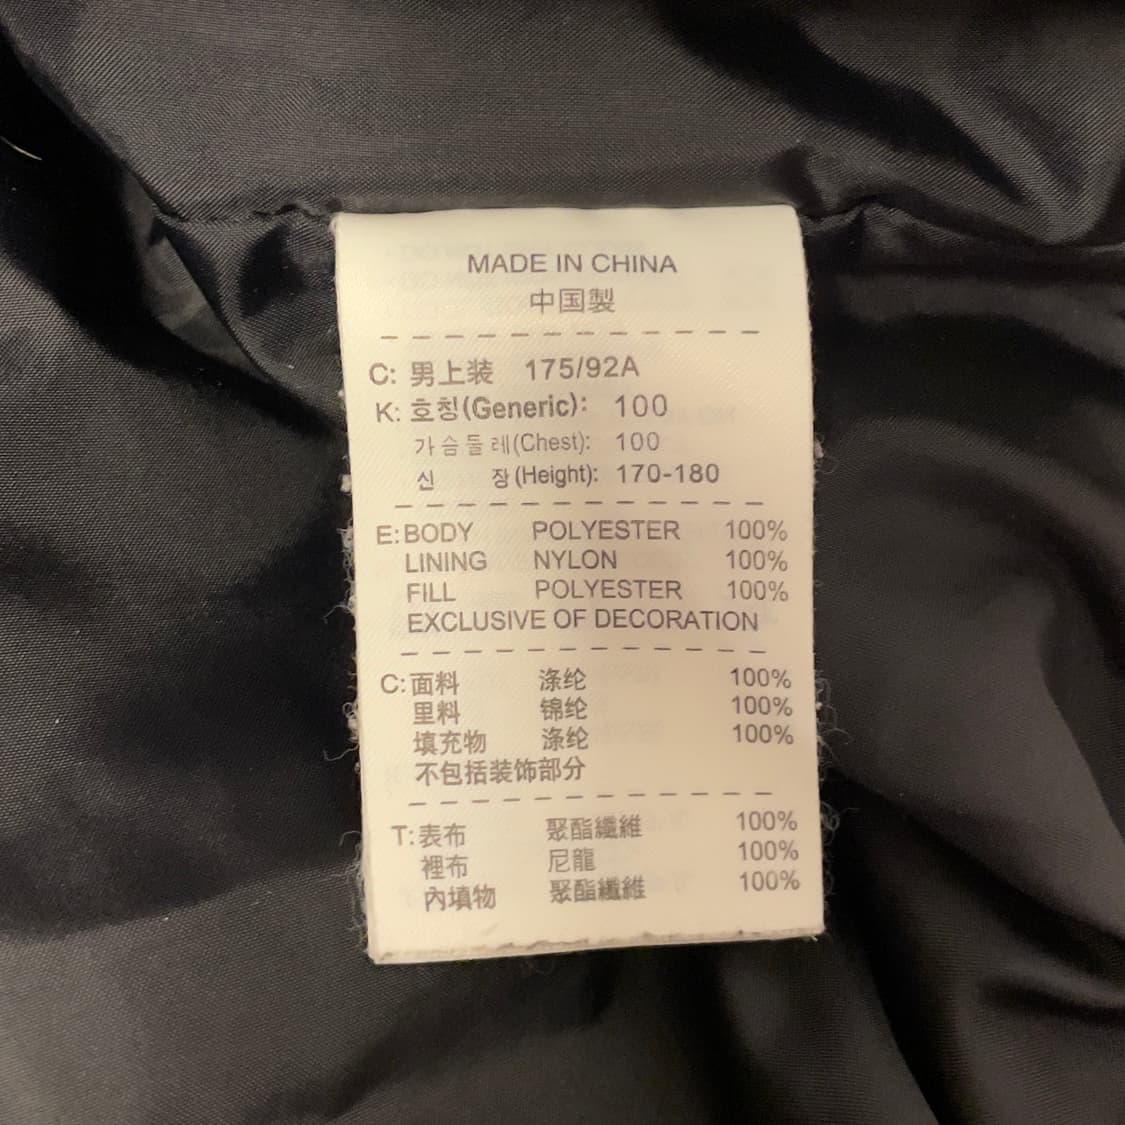 MADE IN CHINA
中国製
C: 男上装 175/92A
K: 호칭(Generic): 100
가슴둘레(Chest): 100
신 장(Height): 170-180
E: BODY POLYESTER 100%
LINING NYLON 100%
FILL POLYESTER 100%
EXCLUSIVE OF DECORATION
C: 面料 涤纶 100%
里料 锦纶 100%
填充物 涤纶 100%
不包括装饰部分
T: 表布 聚酯纖維 100%
裡布 尼龍 100%
內填物 聚酯纖維 100%